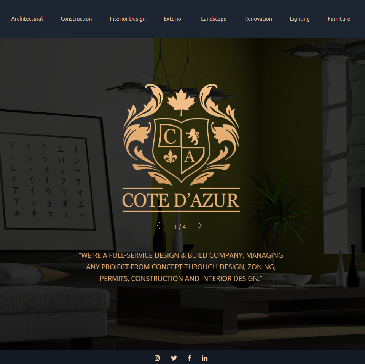 Architectural Construction Interior Design Exterior Landscape Renovation Lighting Furniture
C
A
COTE D'AZUR
1 / 4
"WE'RE A FULL-SERVICE DESIGN & BUILD COMPANY, MANAGING
ANY PROJECT FROM CONCEPT THROUGH DESIGN, ZONING,
PERMITS, CONSTRUCTION AND INTERIOR DESIGN."